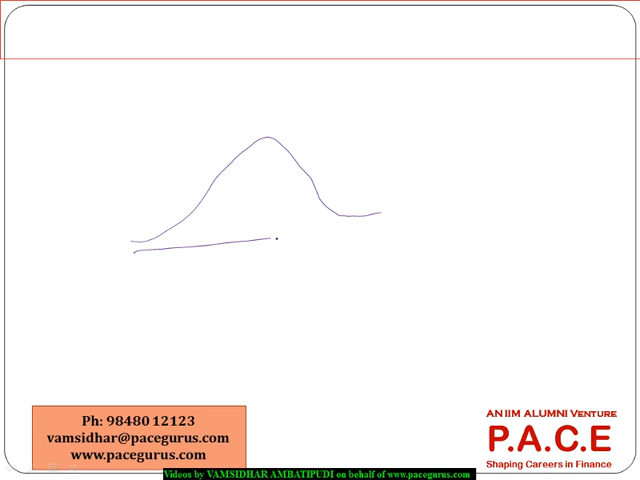 Ph: 98480 12123
vamsidhar@pacegurus.com
www.pacegurus.com
AN IIM ALUMNI VENTURE
P.A.C.E
Shaping Careers in Finance
Videos by VAMSIDHAR AMBATIPUDI on behalf of www.pacegurus.com